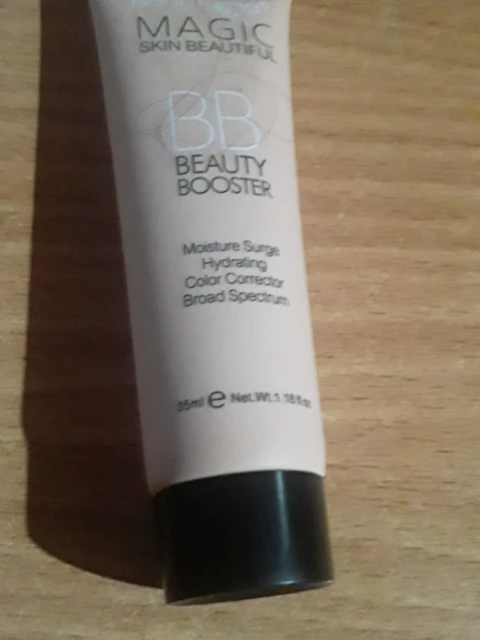 MAGIC
SKIN BEAUTIFUL
BB
BEAUTY
BOOSTER
Moisture Surge
Hydrating
Color Corrector
Broad Spectrum
35ml e Net.Wt.1.18fl oz